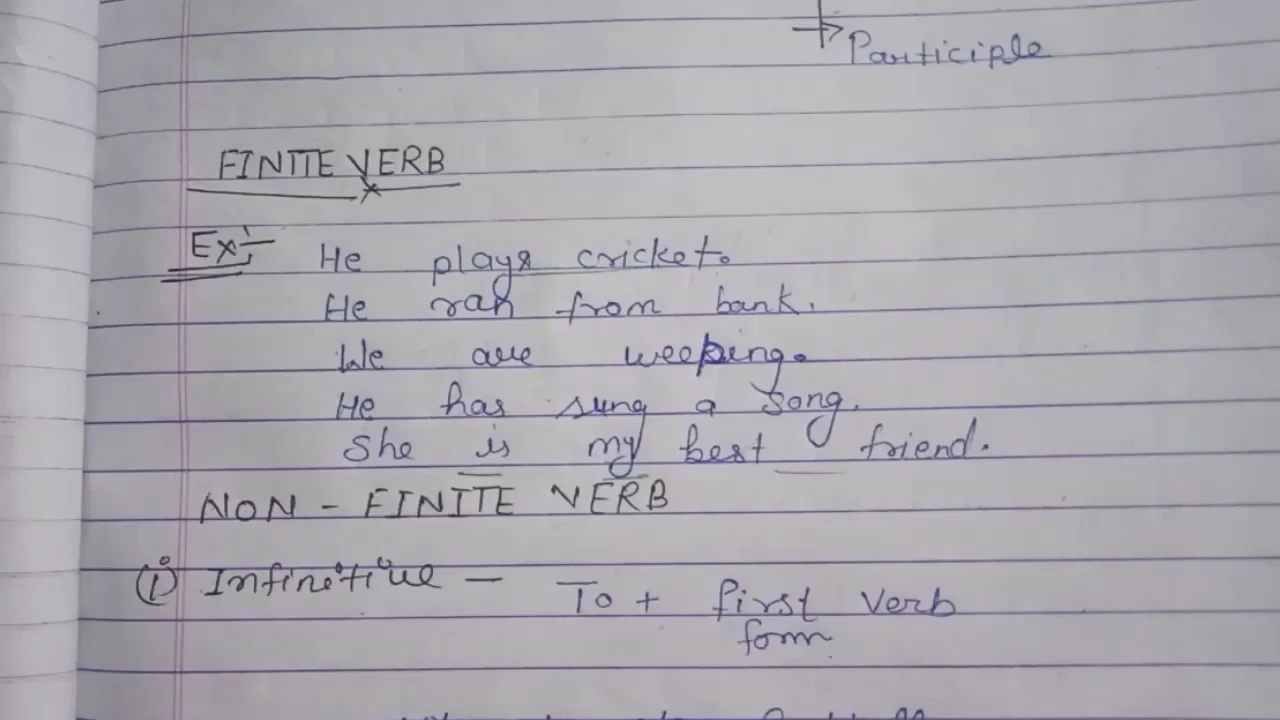 Participle
FINITE VERB
Ex:- He plays cricket.
He ran from bank.
We are weeping.
He has sung a song.
She is my best friend.
NON - FINITE VERB
(i) Infinitive - To + first verb
form